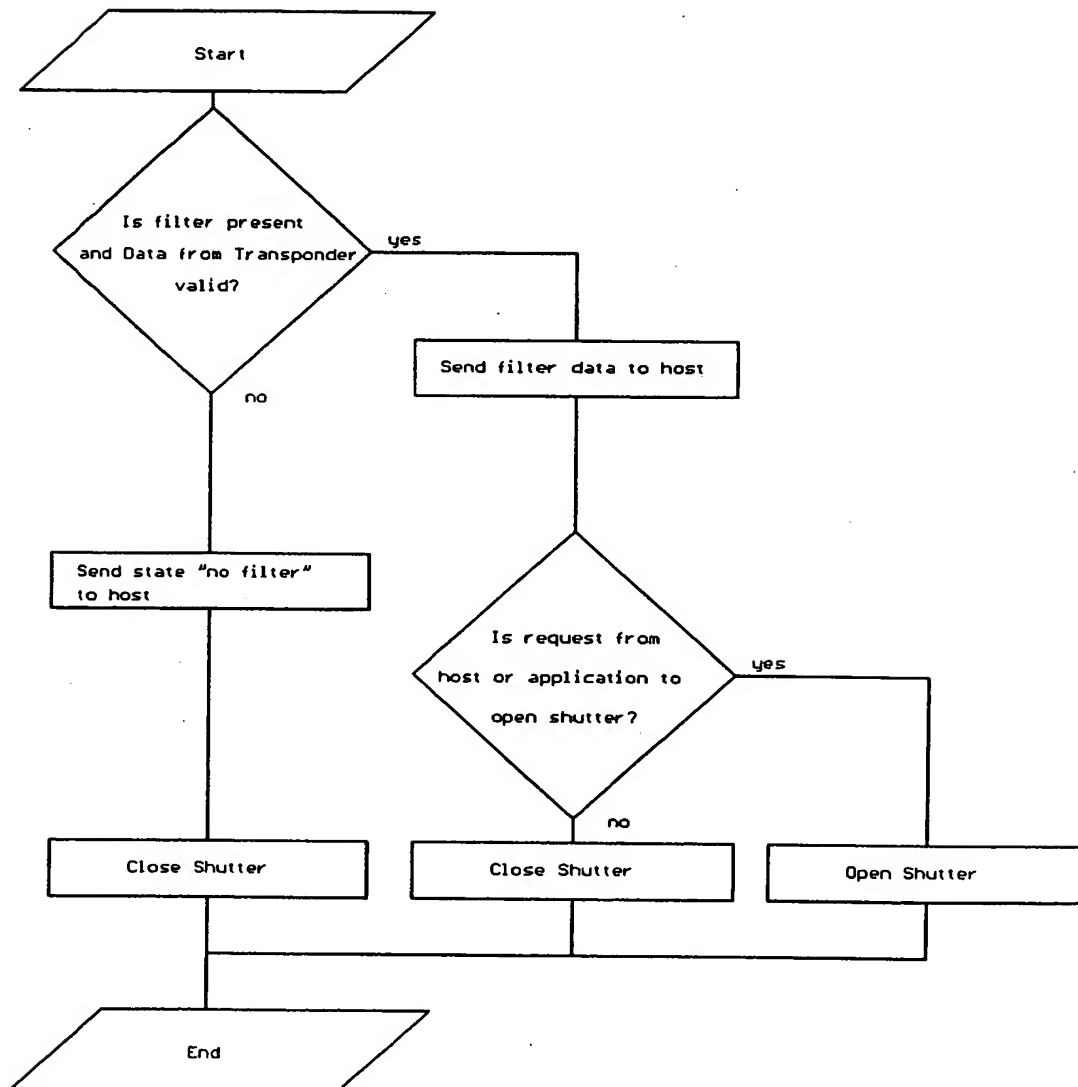 Start
Is filter present
and Data from Transponder
valid?
yes
no
Send filter data to host
Send state "no filter"
to host
Is request from
host or application to
open shutter?
yes
no
Close Shutter
Close Shutter
Open Shutter
End